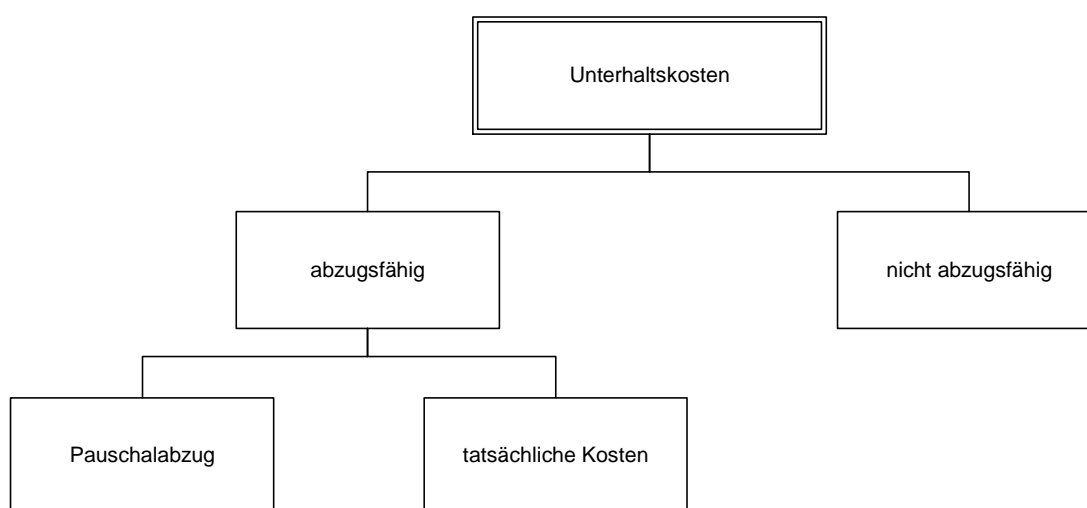 Unterhaltskosten
abzugsfähig
nicht abzugsfähig
Pauschalabzug
tatsächliche Kosten